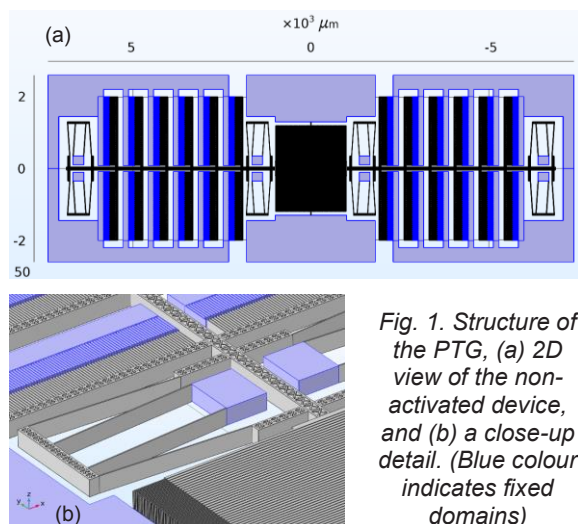 ×10³ μm
(a)
5 0 -5
2
0
-2
50
(b)
z
y x
Fig. 1. Structure of
the PTG, (a) 2D
view of the non-
activated device,
and (b) a close-up
detail. (Blue colour
indicates fixed
domains)